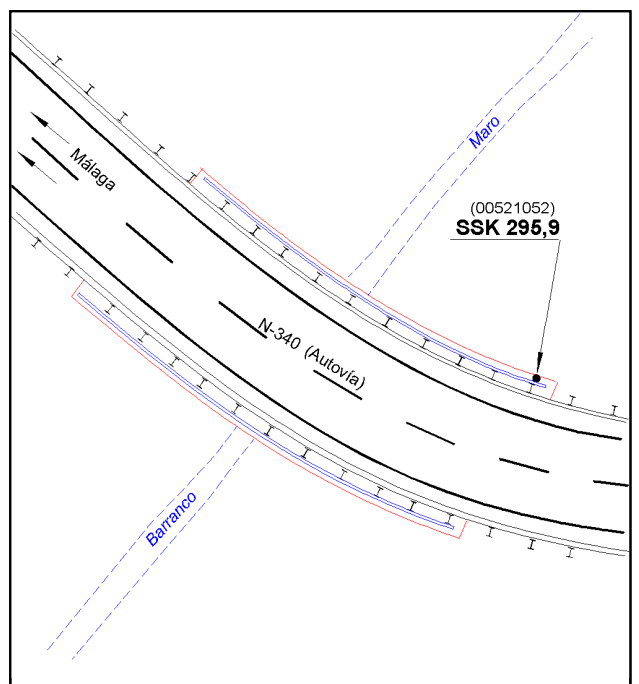 Maro
(00521052)
SSK 295,9
Málaga
N-340 (Autovía)
Barranco